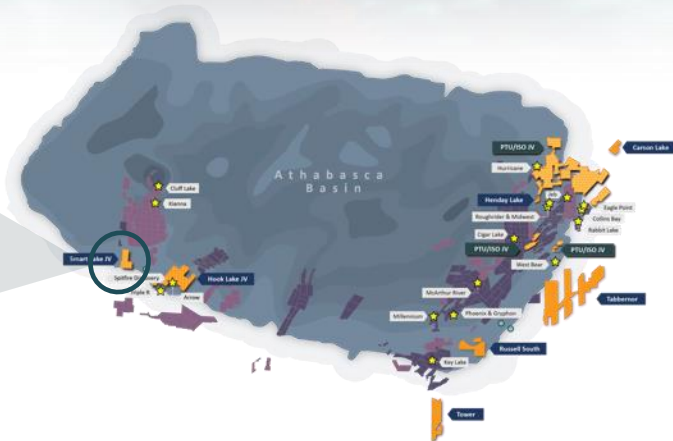 Athabasca
Basin
PTU/ISO JV
Carson Lake
Hurricane
Cluff Lake
Kianna
Henday Lake
Jeb
Eagle Point
Roughrider & Midwest
Collins Bay
Rabbit Lake
Cigar Lake
PTU/ISO JV
PTU/ISO JV
West Bear
Smart Lake JV
Spitfire Discovery
Hook Lake JV
Triple R
Arrow
McArthur River
Tabbernor
Millennium
Phoenix & Gryphon
Russell South
Key Lake
Tower